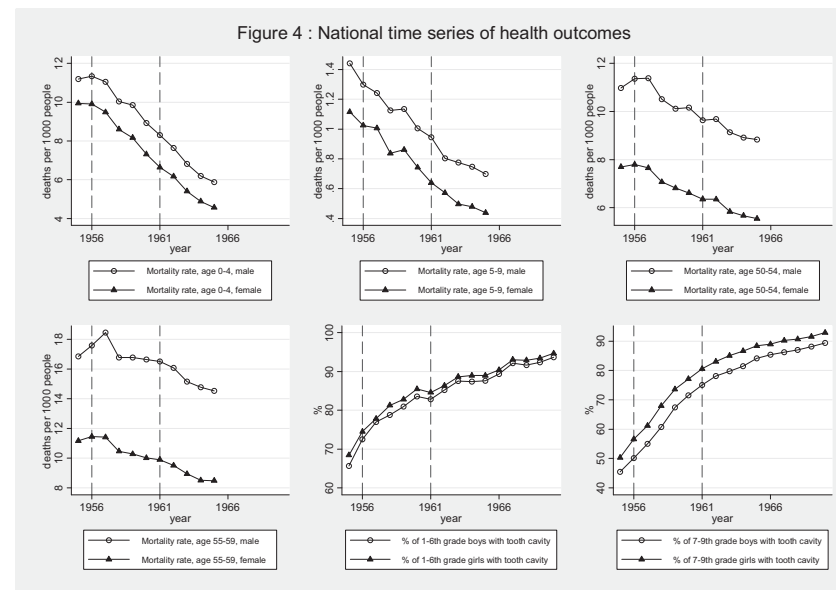 Figure 4 : National time series of health outcomes
deaths per 1000 people
4 6 8 10 12
1956 1961 1966
year
Mortality rate, age 0-4, male
Mortality rate, age 0-4, female
deaths per 1000 people
.4 .6 .8 1 1.2 1.4
1956 1961 1966
year
Mortality rate, age 5-9, male
Mortality rate, age 5-9, female
deaths per 1000 people
6 8 10 12
1956 1961 1966
year
Mortality rate, age 50-54, male
Mortality rate, age 50-54, female
deaths per 1000 people
8 10 12 14 16 18
1956 1961 1966
year
Mortality rate, age 55-59, male
Mortality rate, age 55-59, female
%
60 70 80 90 100
1956 1961 1966
year
% of 1-6th grade boys with tooth cavity
% of 1-6th grade girls with tooth cavity
%
40 50 60 70 80 90
1956 1961 1966
year
% of 7-9th grade boys with tooth cavity
% of 7-9th grade girls with tooth cavity